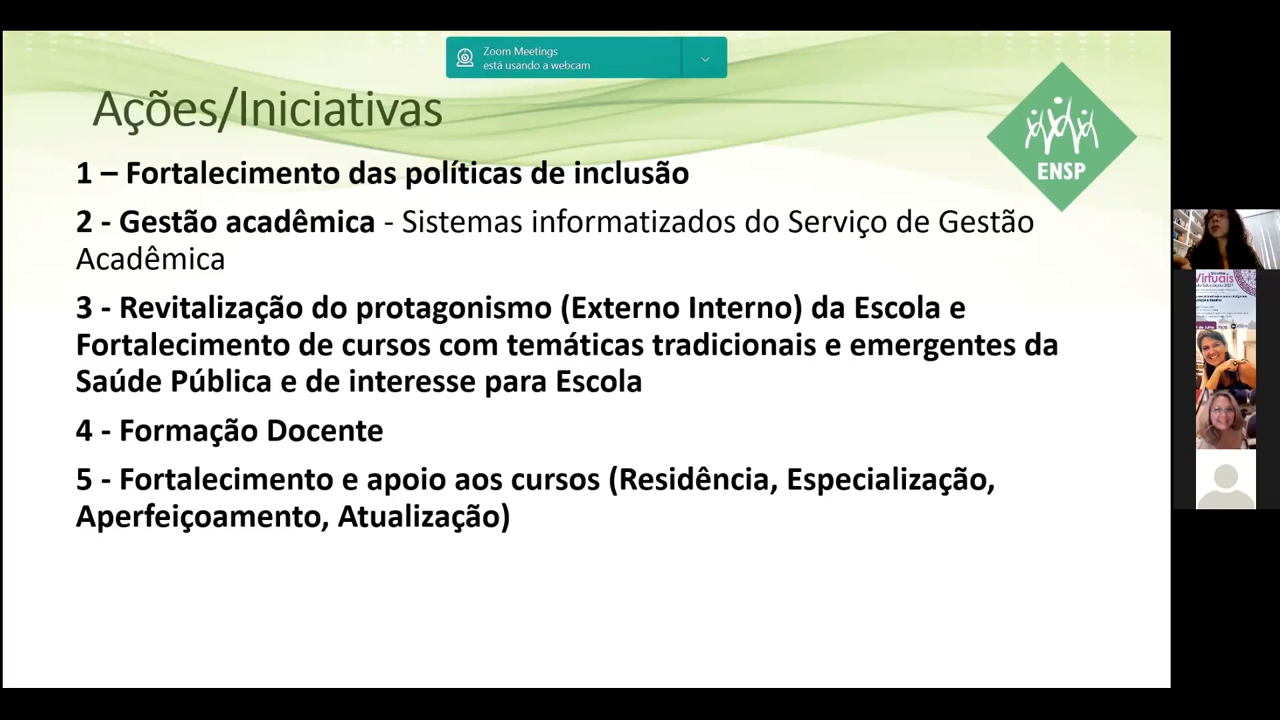 Zoom Meetings
está usando a webcam
Ações/Iniciativas
ENSP
1 – Fortalecimento das políticas de inclusão
2 - Gestão acadêmica - Sistemas informatizados do Serviço de Gestão
Acadêmica
3 - Revitalização do protagonismo (Externo Interno) da Escola e
Fortalecimento de cursos com temáticas tradicionais e emergentes da
Saúde Pública e de interesse para Escola
4 - Formação Docente
5 - Fortalecimento e apoio aos cursos (Residência, Especialização,
Aperfeiçoamento, Atualização)
Virtuais